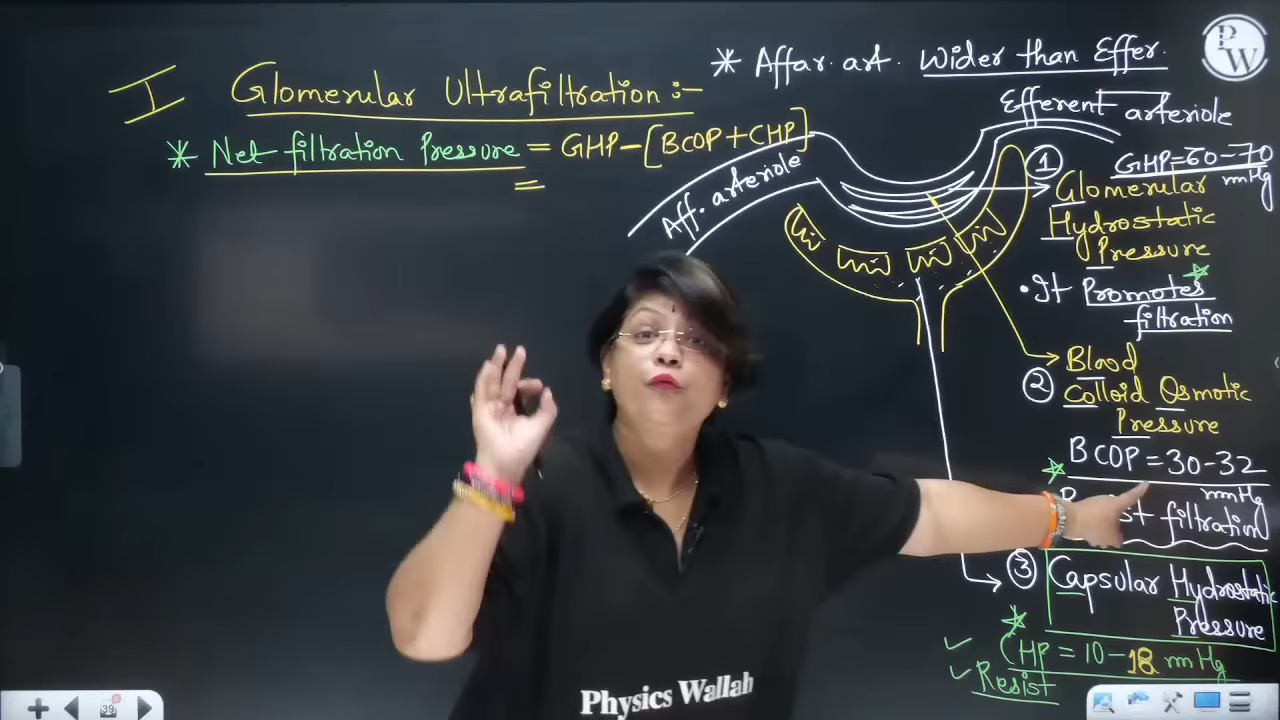 * Affar. art. Wider than Effer.
I Glomerular Ultrafiltration :-
* Net filtration Pressure = GHP-[BCOP+CHP]
=
Efferent arteriole
Aff. arteriole
① GHP=60-70
mmHg
Glomerular
Hydrostatic
Pressure
• It Promotes
filtration
② Blood
Colloid Osmotic
Pressure
BCOP = 30-32
mmHg
filtration
③ Capsular Hydrostatic
Pressure
CHP = 10-18 mmHg
Resist
PW
Physics Wallah
39